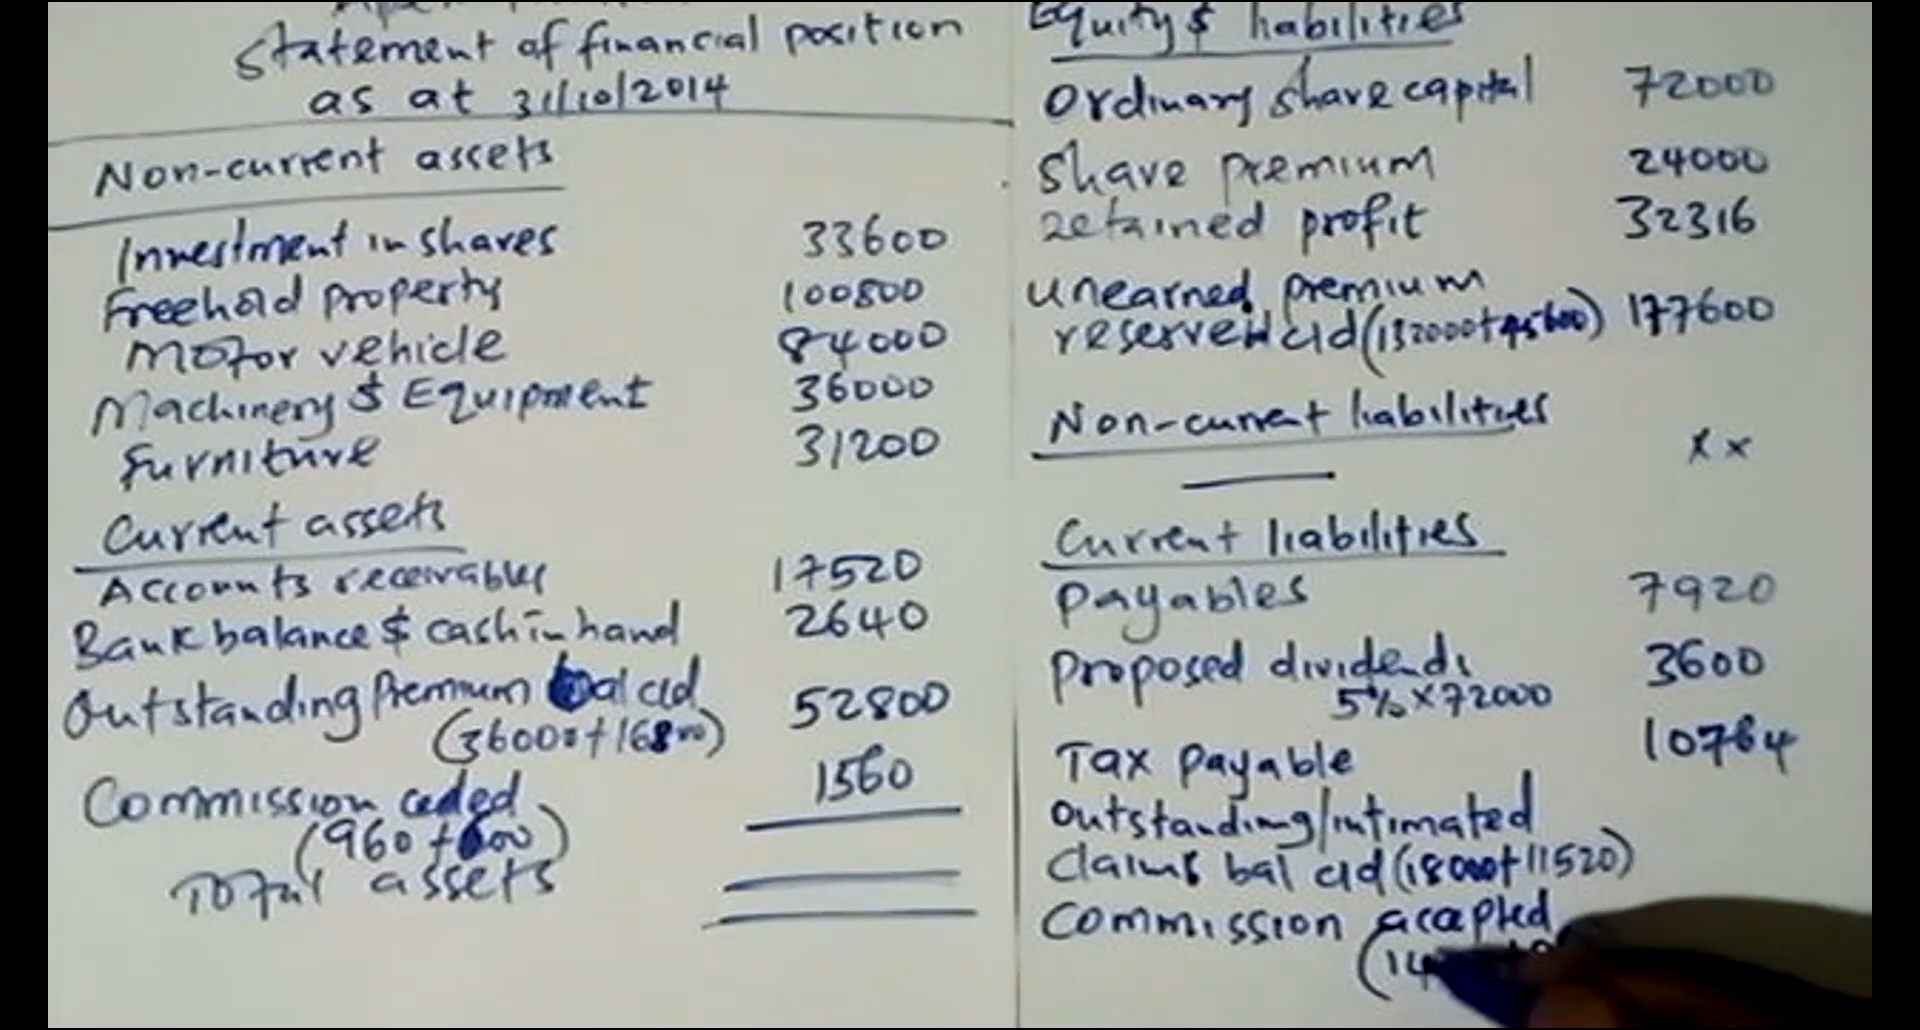 Statement of financial position
as at 31/10/2014
Non-current assets
Investment in shares 33600
Freehold property 100800
Motor vehicle 84000
Machinery $ Equipment 36000
Furniture 31200
Current assets
Accounts receivables 17520
Bank balance $ cash in hand 2640
Outstanding Premium bal c/d 52800
(36000+16800)
Commission ceded 1560
(960+600)
Total assets
Equity $ liabilities
Ordinary share capital 72000
Share premium 24000
retained profit 32316
unearned premium
reserve c/d (132000+45600) 177600
Non-current liabilities
xx
Current liabilities
payables 7920
proposed dividends 3600
5% x 72000
Tax payable 10764
Outstanding/intimated
claims bal c/d (18000+11520)
Commission accepted